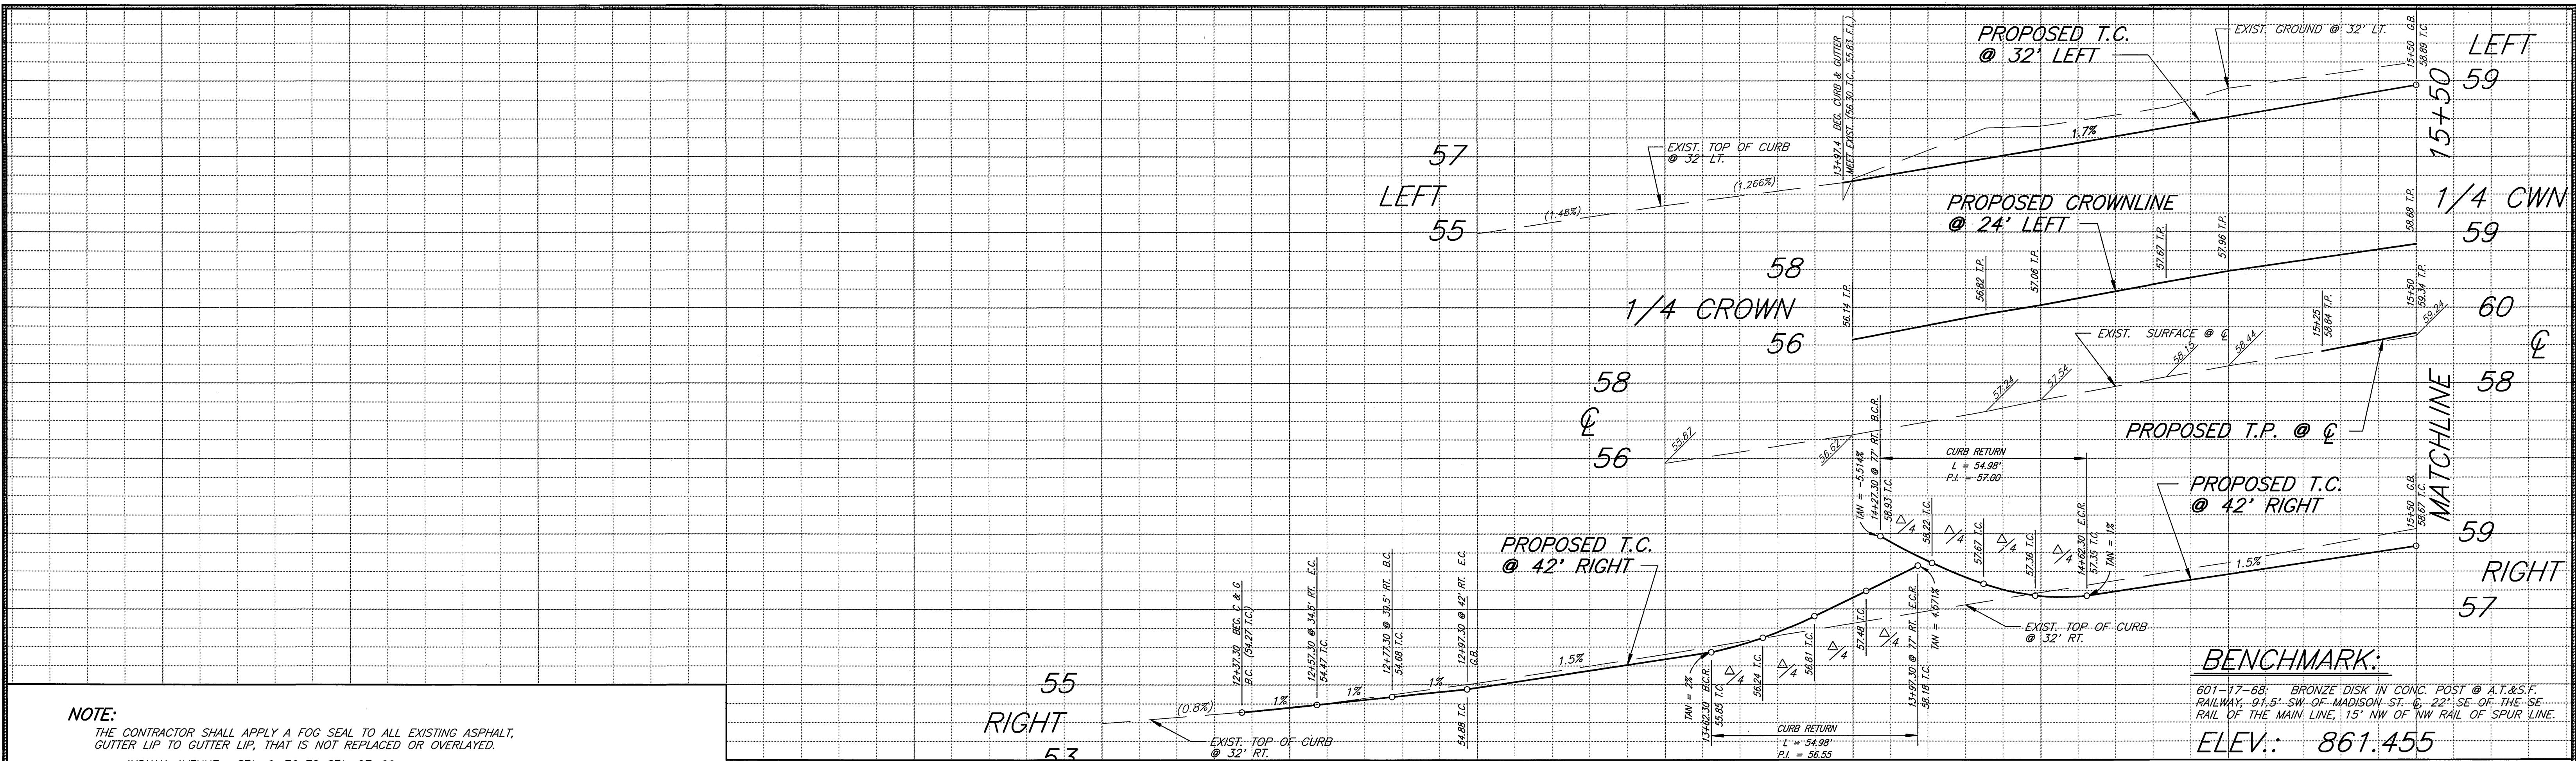 PROPOSED T.C.
@ 32' LEFT
EXIST. GROUND @ 32' LT.
15+50 G.B.
58.89 T.C.
LEFT
59
15+50
13+97.4 BEG. CURB & GUTTER
MEET EXIST. (56.30 T.C., 55.83 F.L.)
1.7%
57
EXIST. TOP OF CURB
@ 32' LT.
LEFT
(1.266%)
(1.48%)
55
PROPOSED CROWNLINE
@ 24' LEFT
58.68 T.P.
1/4 CWN
59
58
1/4 CROWN
56
56.14 T.P.
56.82 T.P.
57.06 T.P.
57.67 T.P.
57.96 T.P.
15+25
58.84 T.P.
15+50
59.34 T.P.
59.24
60
EXIST. SURFACE @ ℄
℄
58
58
℄
56
55.87
56.62
57.24
57.54
58.15
58.44
PROPOSED T.P. @ ℄
MATCHLINE
TAN = -5.514%
14+27.30 @ 77' RT. B.C.R.
58.93 T.C.
CURB RETURN
L = 54.98'
P.I. = 57.00
Δ/4
58.22 T.C.
Δ/4
57.67 T.C.
Δ/4
57.36 T.C.
Δ/4
14+62.30 E.C.R.
57.35 T.C.
TAN = 1%
PROPOSED T.C.
@ 42' RIGHT
15+50 G.B.
58.67 T.C.
59
1.5%
RIGHT
57
PROPOSED T.C.
@ 42' RIGHT
12+37.30 BEG. C & G
B.C. (54.27 T.C.)
12+57.30 @ 34.5' RT. E.C.
54.47 T.C.
12+77.30 @ 39.5' RT. B.C.
54.68 T.C.
12+97.30 @ 42' RT. E.C.
G.B.
54.88 T.C.
1%
1%
1%
1.5%
55
RIGHT
53
(0.8%)
EXIST. TOP OF CURB
@ 32' RT.
TAN = 2%
13+62.30 B.C.R.
55.85 T.C.
Δ/4
56.24 T.C.
Δ/4
56.81 T.C.
Δ/4
57.48 T.C.
Δ/4
13+97.30 @ 77' RT. E.C.R.
58.18 T.C.
TAN = 4.671%
CURB RETURN
L = 54.98'
P.I. = 56.55
EXIST. TOP OF CURB
@ 32' RT.
BENCHMARK:
601-17-68: BRONZE DISK IN CONC. POST @ A.T.&S.F.
RAILWAY, 91.5' SW OF MADISON ST. ℄, 22' SE OF THE SE
RAIL OF THE MAIN LINE, 15' NW OF NW RAIL OF SPUR LINE.
ELEV.: 861.455
NOTE:
THE CONTRACTOR SHALL APPLY A FOG SEAL TO ALL EXISTING ASPHALT,
GUTTER LIP TO GUTTER LIP, THAT IS NOT REPLACED OR OVERLAYED.